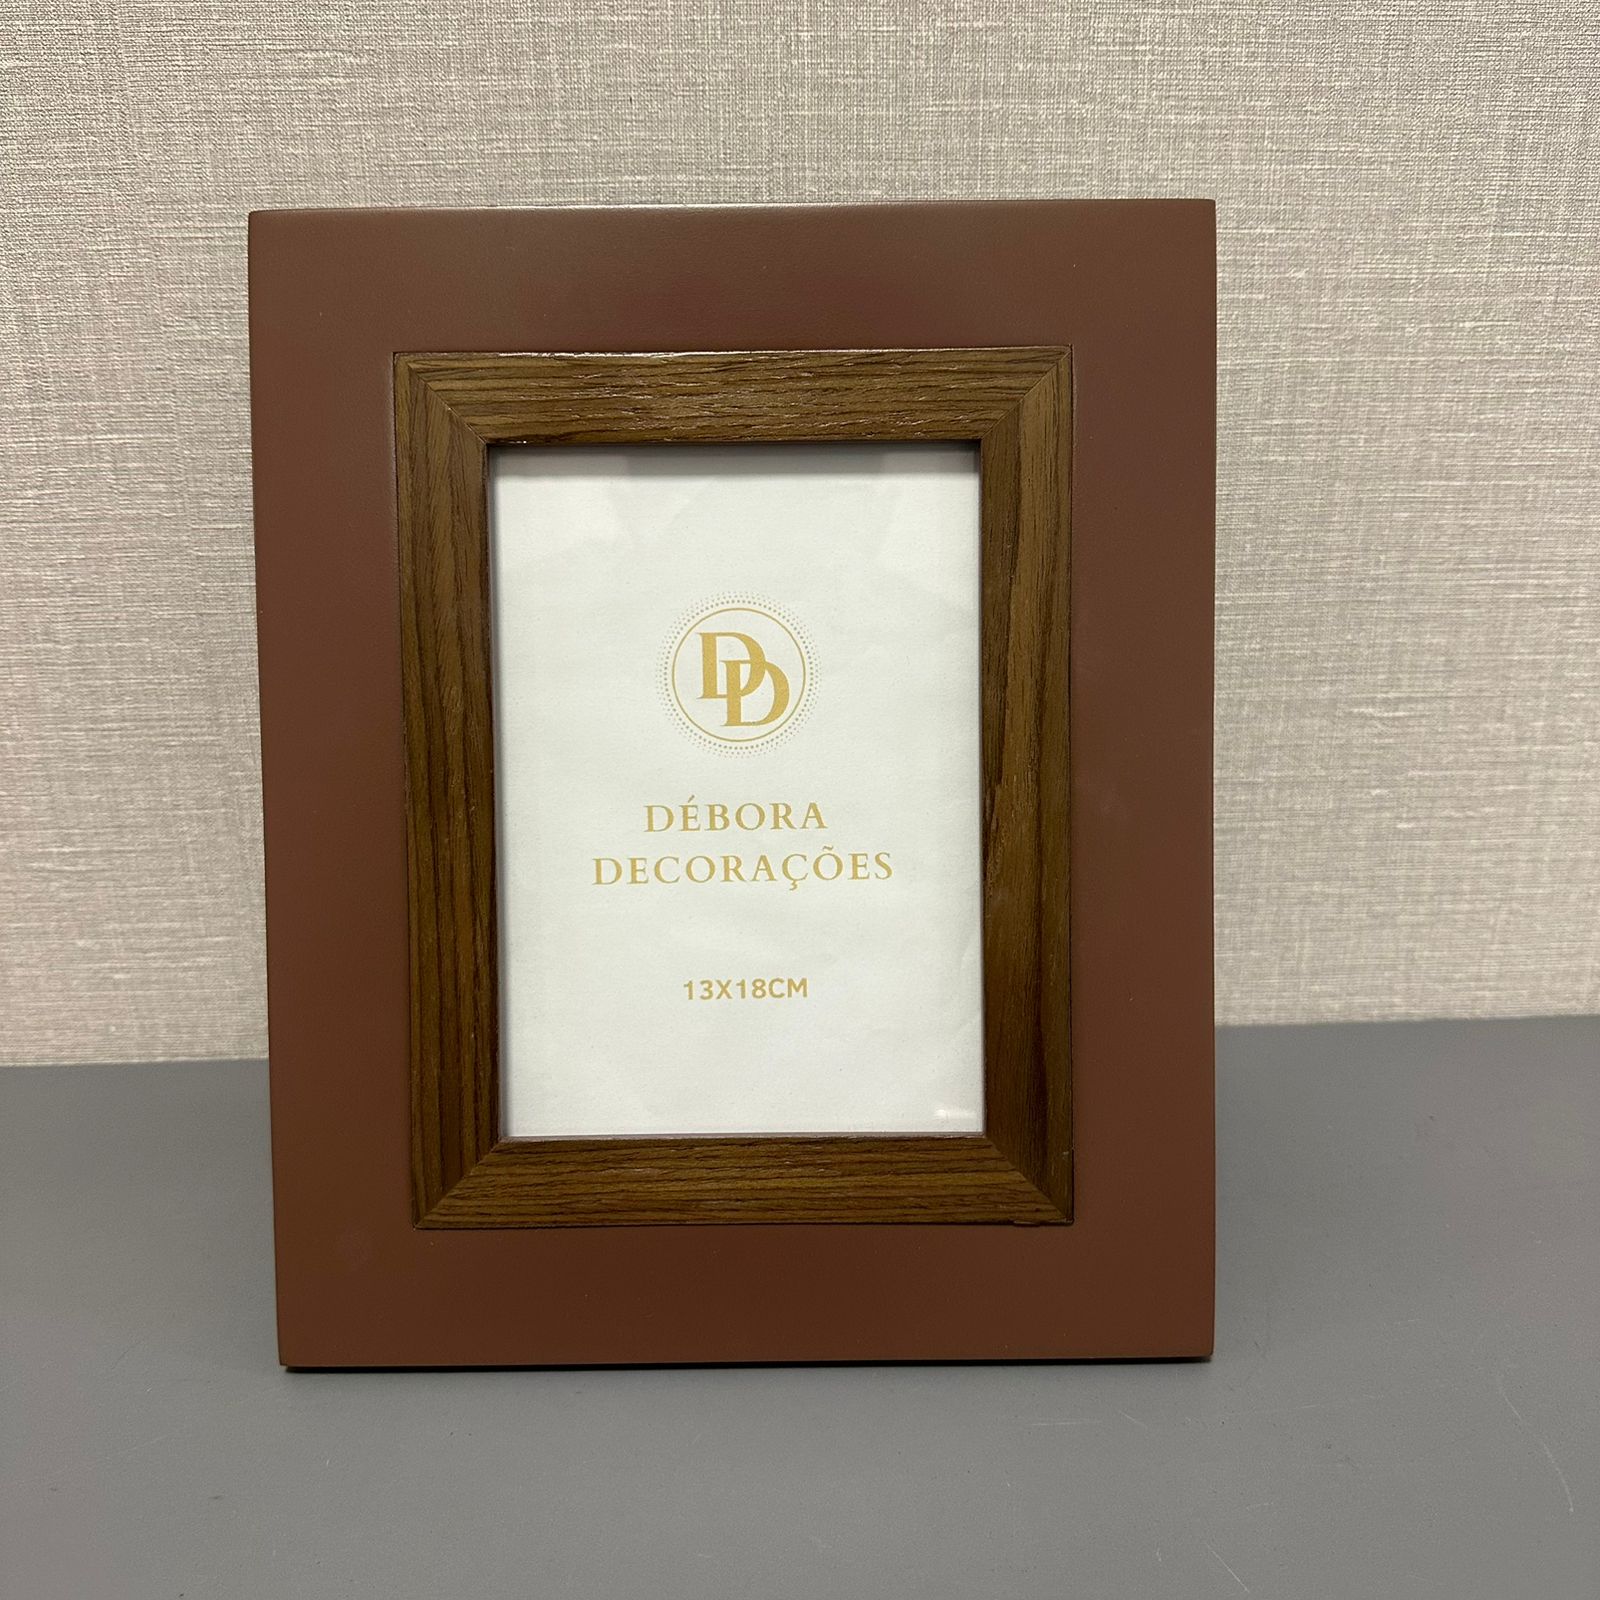 DD
DÉBORA
DECORAÇÕES
13X18CM